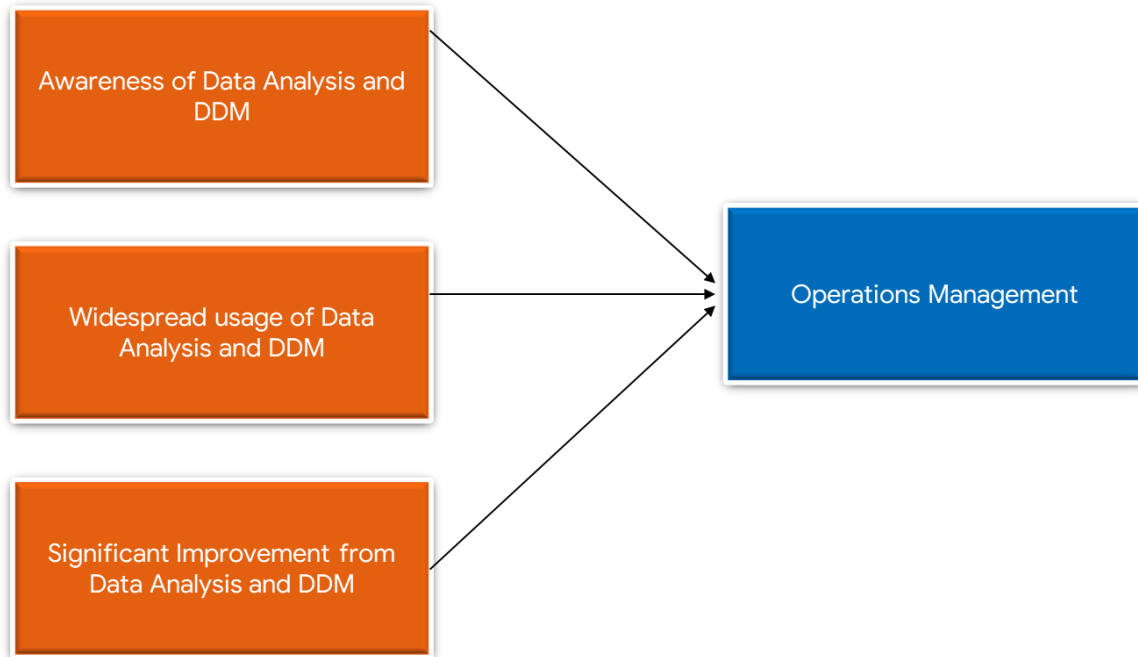 Awareness of Data Analysis and
DDM
Widespread usage of Data
Analysis and DDM
Significant Improvement from
Data Analysis and DDM
Operations Management